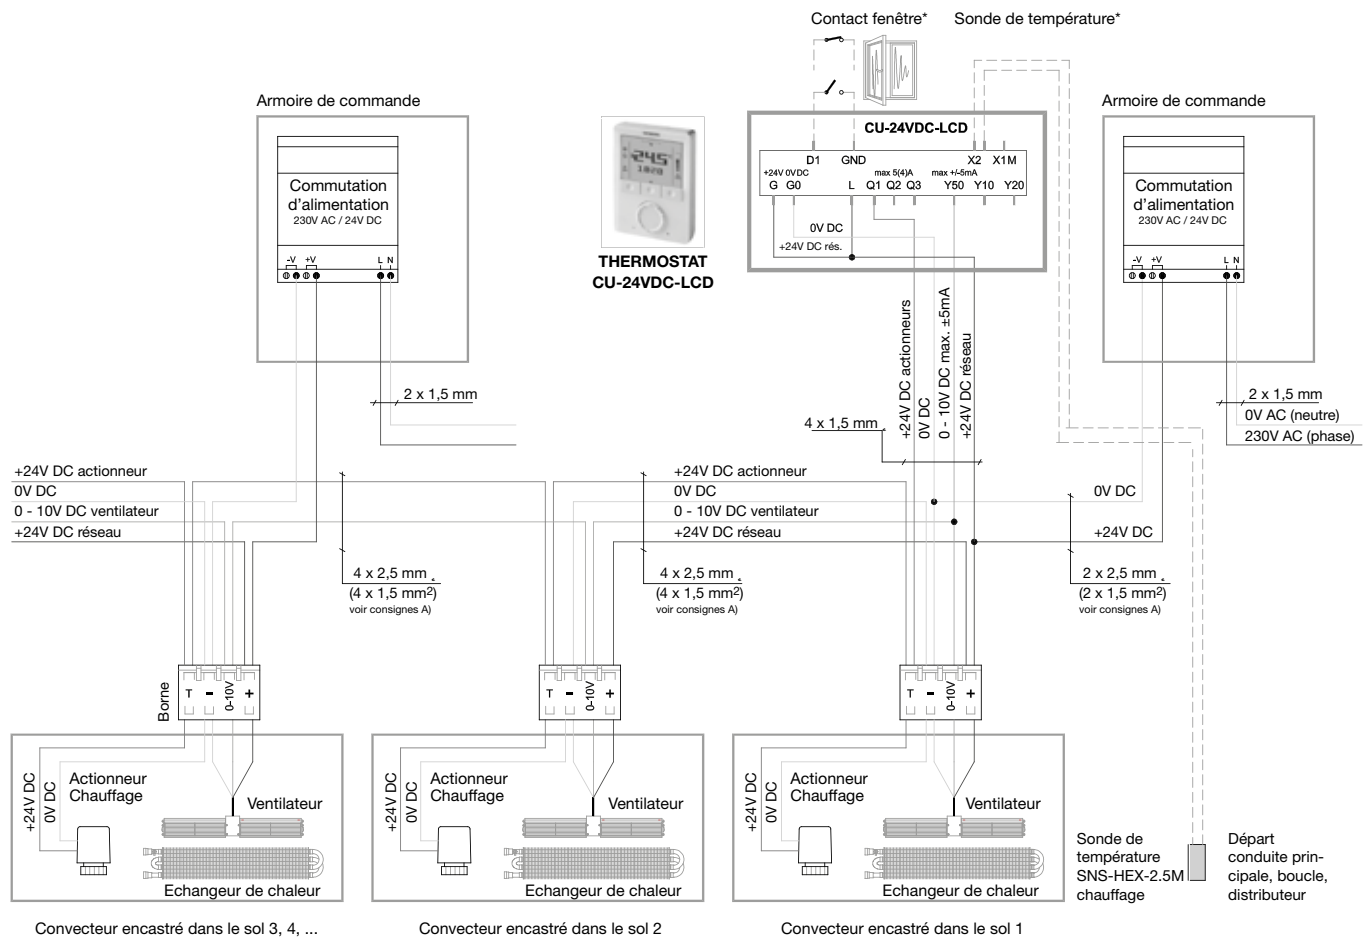 Contact fenêtre*
Sonde de température*
Armoire de commande
Armoire de commande
Commutation
d'alimentation
230V AC / 24V DC
-V +V L N
24.5
THERMOSTAT
CU-24VDC-LCD
CU-24VDC-LCD
D1 GND X2 X1 M
+24V 0V DC max 5(4)A max +/-5mA
G G0 L Q1 Q2 Q3 Y50 Y10 Y20
0V DC
+24V DC rés.
Commutation
d'alimentation
230V AC / 24V DC
-V +V L N
2 x 1,5 mm
4 x 1,5 mm
+24V DC actionneurs
0V DC
0 - 10V DC max. ±5mA
+24V DC réseau
2 x 1,5 mm
0V AC (neutre)
230V AC (phase)
+24V DC actionneur
0V DC
0 - 10V DC ventilateur
+24V DC réseau
+24V DC actionneur
0V DC
0 - 10V DC ventilateur
+24V DC réseau
0V DC
+24V DC
4 x 2,5 mm
(4 x 1,5 mm²)
voir consignes A)
4 x 2,5 mm
(4 x 1,5 mm²)
voir consignes A)
2 x 2,5 mm
(2 x 1,5 mm²)
voir consignes A)
Borne
T - 0-10V +
T - 0-10V +
T - 0-10V +
+24V DC
0V DC
Actionneur
Chauffage
Ventilateur
Echangeur de chaleur
+24V DC
0V DC
Actionneur
Chauffage
Ventilateur
Echangeur de chaleur
+24V DC
0V DC
Actionneur
Chauffage
Ventilateur
Echangeur de chaleur
Sonde de
température
SNS-HEX-2.5M
chauffage
Départ
conduite prin-
cipale, boucle,
distributeur
Convecteur encastré dans le sol 3, 4, ...
Convecteur encastré dans le sol 2
Convecteur encastré dans le sol 1